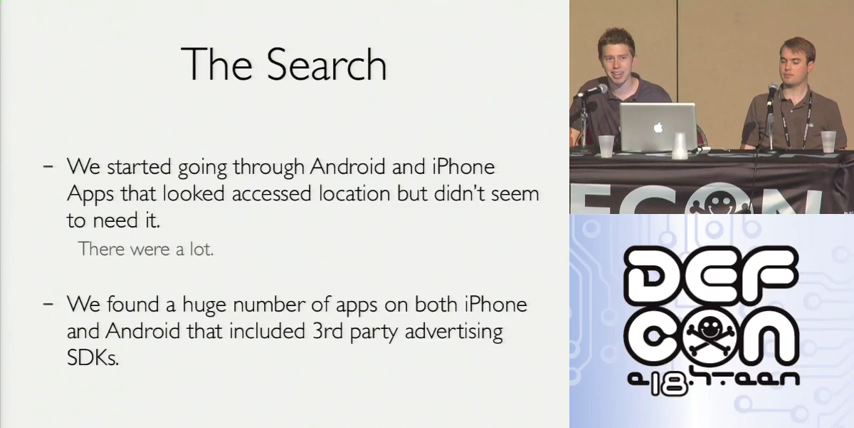 The Search
– We started going through Android and iPhone
Apps that looked accessed location but didn't seem
to need it.
There were a lot.
– We found a huge number of apps on both iPhone
and Android that included 3rd party advertising
SDKs.
DEF
CON
e18hteen